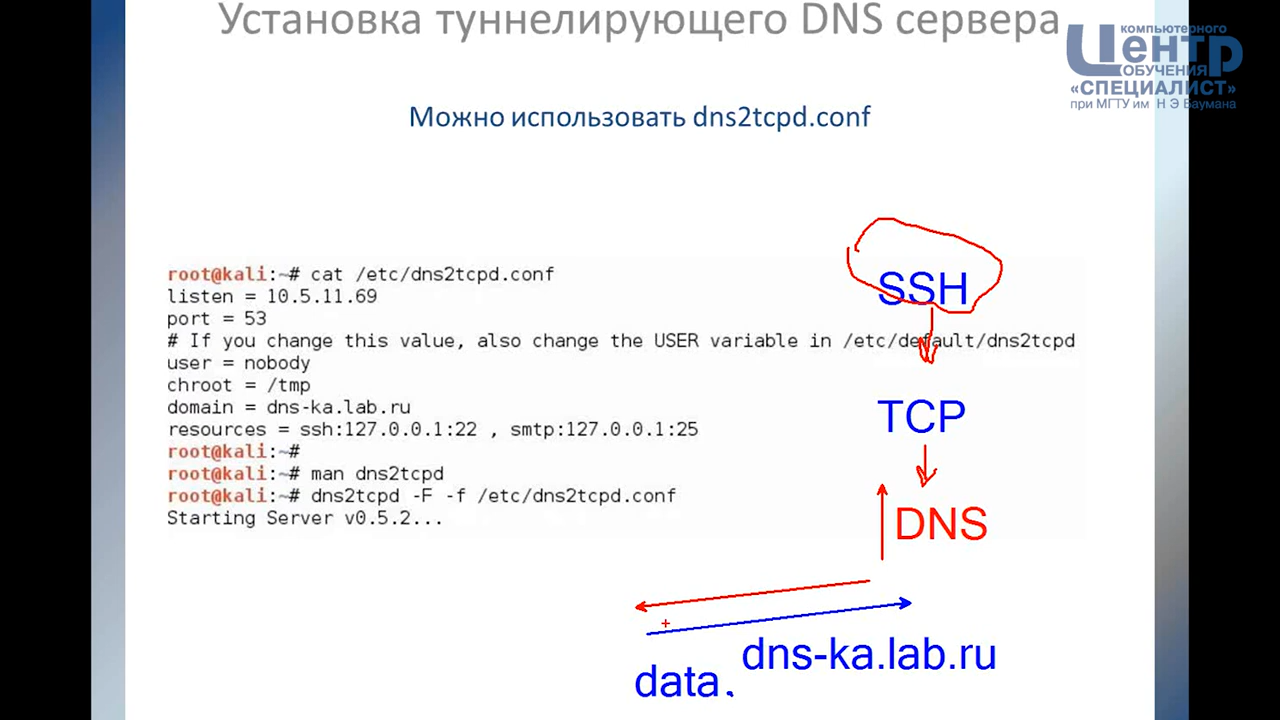 Установка туннелирующего DNS сервера
компьютерного
Центр
ОБУЧЕНИЯ
«СПЕЦИАЛИСТ»
при МГТУ им Н Э Баумана
Можно использовать dns2tcpd.conf
root@kali:~# cat /etc/dns2tcpd.conf
listen = 10.5.11.69
port = 53
# If you change this value, also change the USER variable in /etc/default/dns2tcpd
user = nobody
chroot = /tmp
domain = dns-ka.lab.ru
resources = ssh:127.0.0.1:22 , smtp:127.0.0.1:25
root@kali:~#
root@kali:~# man dns2tcpd
root@kali:~# dns2tcpd -F -f /etc/dns2tcpd.conf
Starting Server v0.5.2...
SSH
TCP
DNS
dns-ka.lab.ru
data.